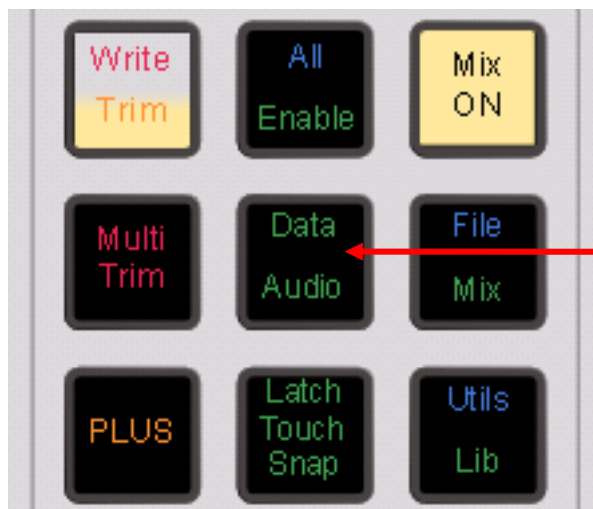 Write
Trim
All
Enable
Mix
ON
Multi
Trim
Data
Audio
File
Mix
PLUS
Latch
Touch
Snap
Utils
Lib